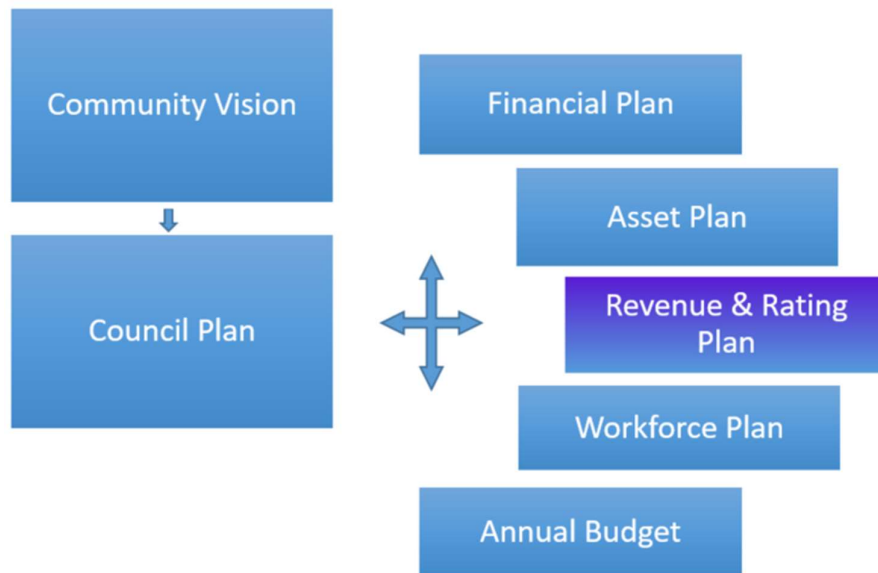 Community Vision
Council Plan
Financial Plan
Asset Plan
Revenue & Rating
Plan
Workforce Plan
Annual Budget